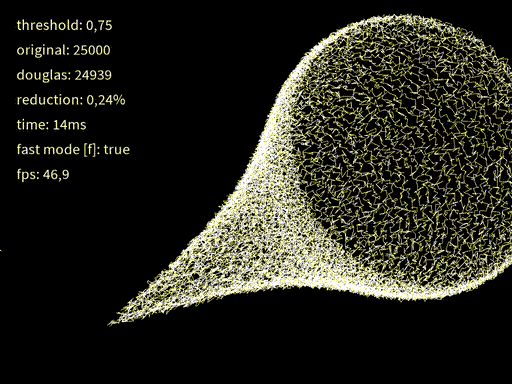 threshold: 0,75
original: 25000
douglas: 24939
reduction: 0,24%
time: 14ms
fast mode [f]: true
fps: 46,9